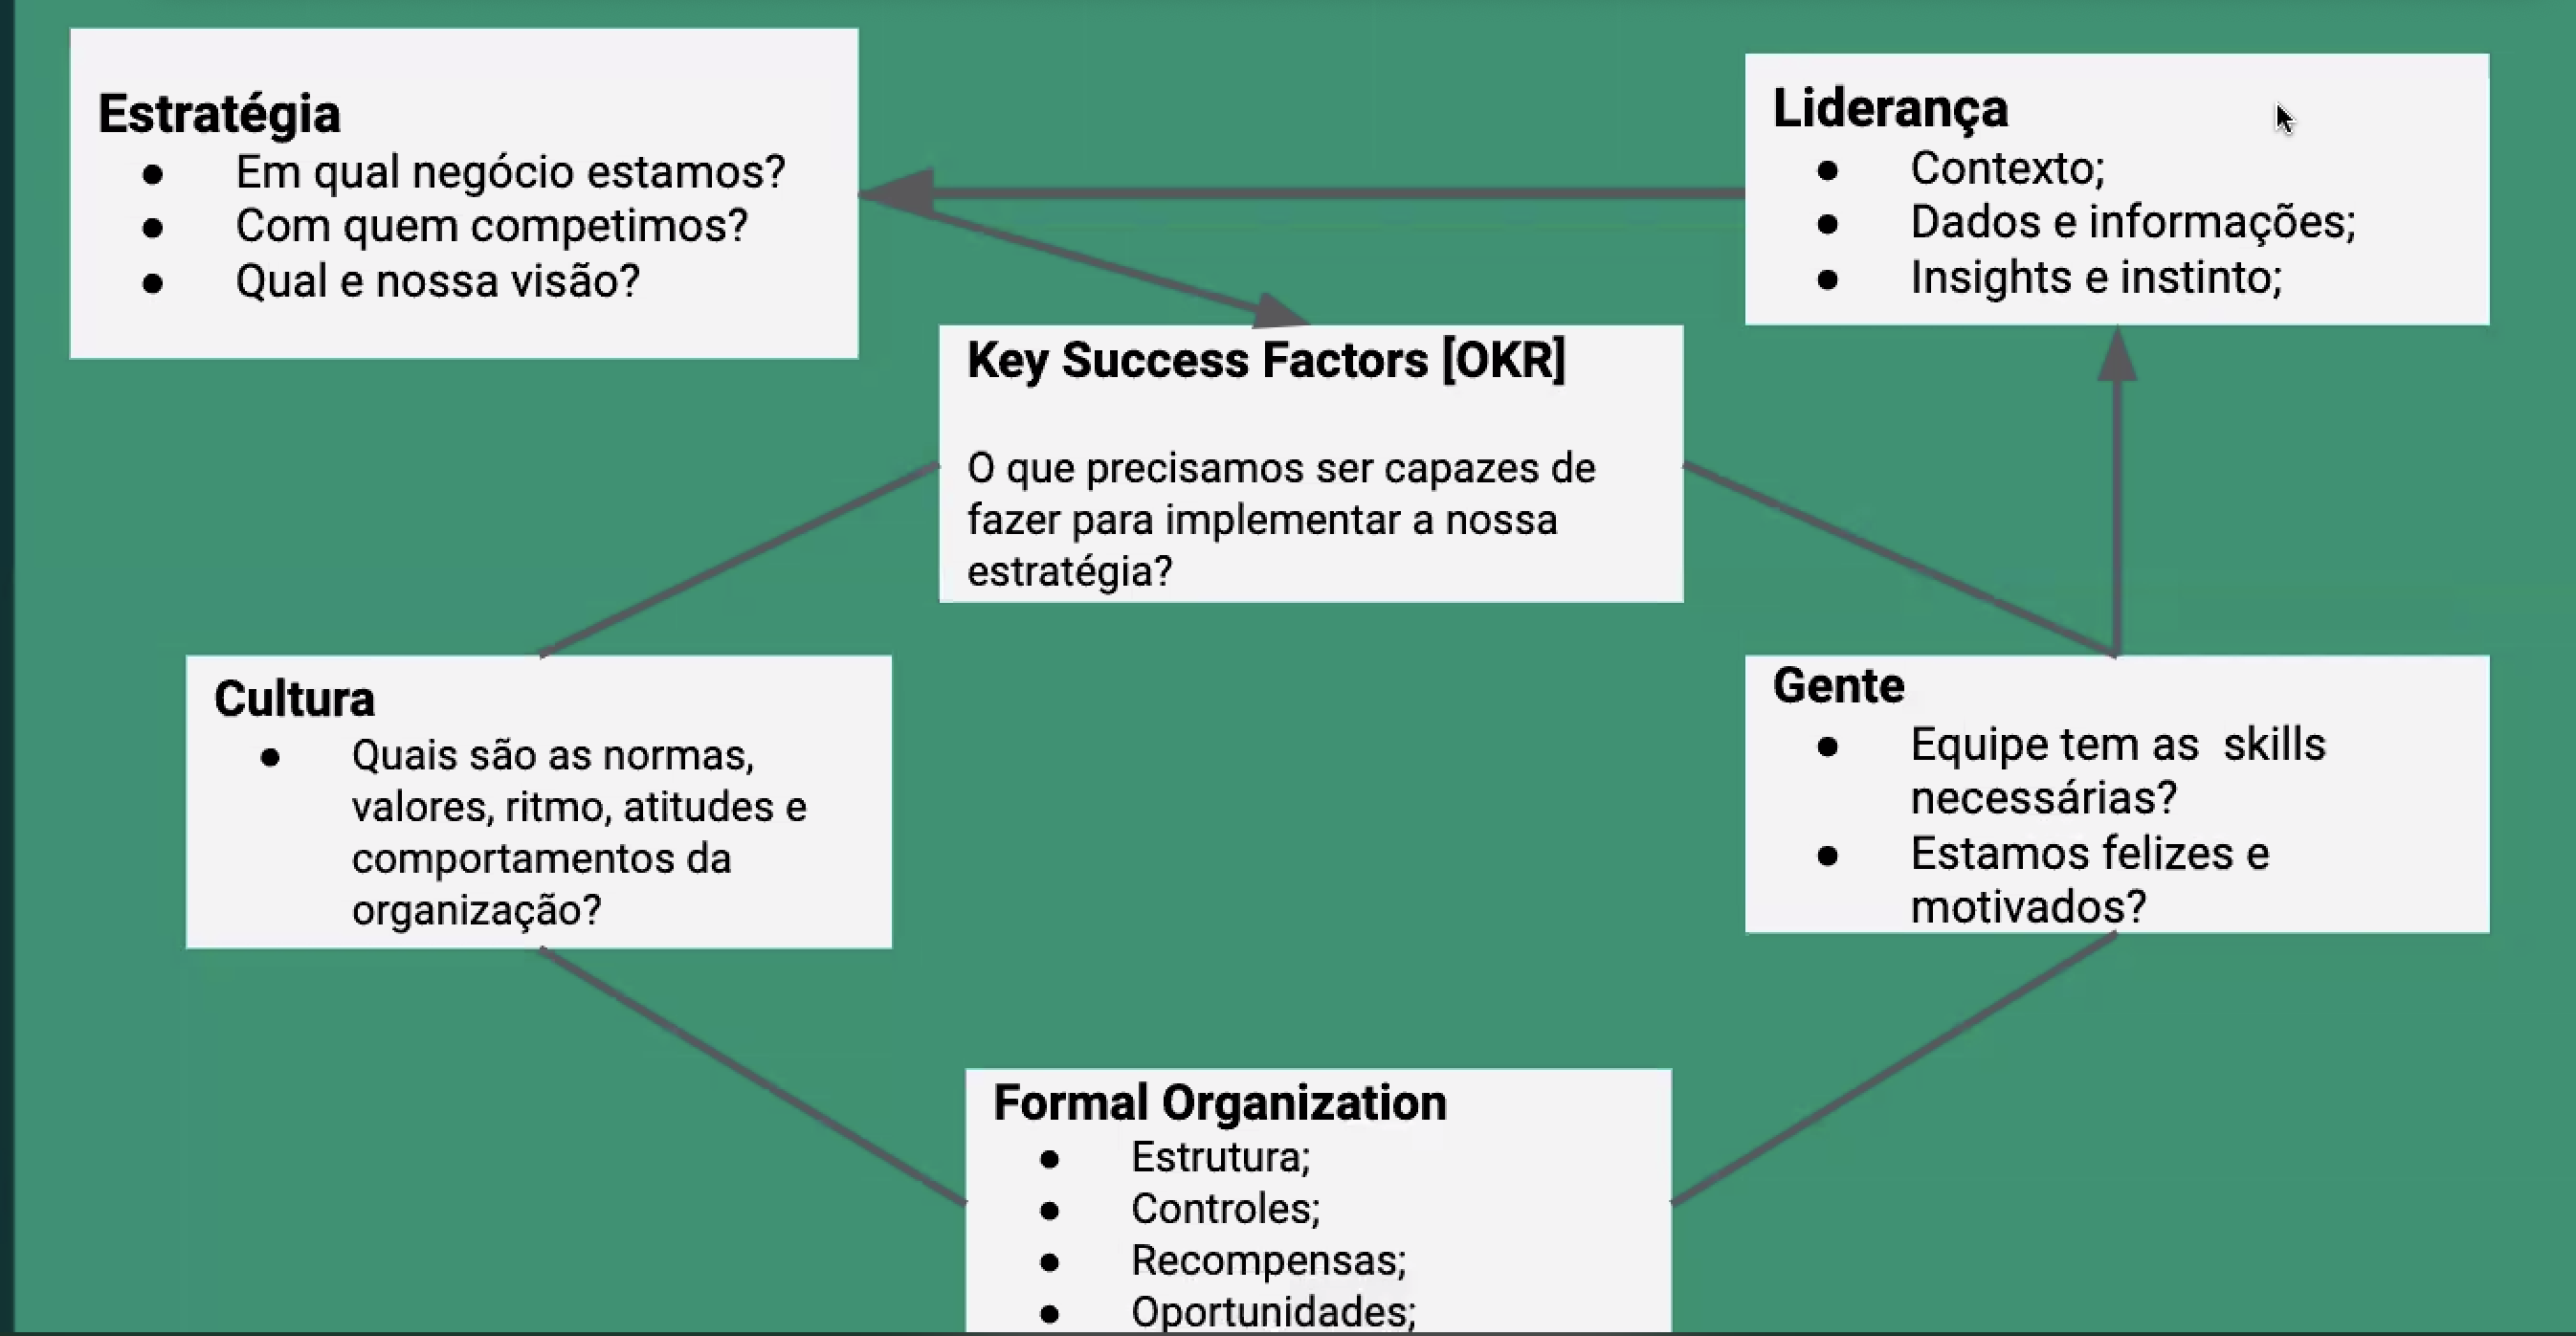 Estratégia
● Em qual negócio estamos?
● Com quem competimos?
● Qual e nossa visão?
Liderança
● Contexto;
● Dados e informações;
● Insights e instinto;
Key Success Factors [OKR]
O que precisamos ser capazes de
fazer para implementar a nossa
estratégia?
Cultura
● Quais são as normas,
valores, ritmo, atitudes e
comportamentos da
organização?
Gente
● Equipe tem as  skills
necessárias?
● Estamos felizes e
motivados?
Formal Organization
● Estrutura;
● Controles;
● Recompensas;
● Oportunidades;